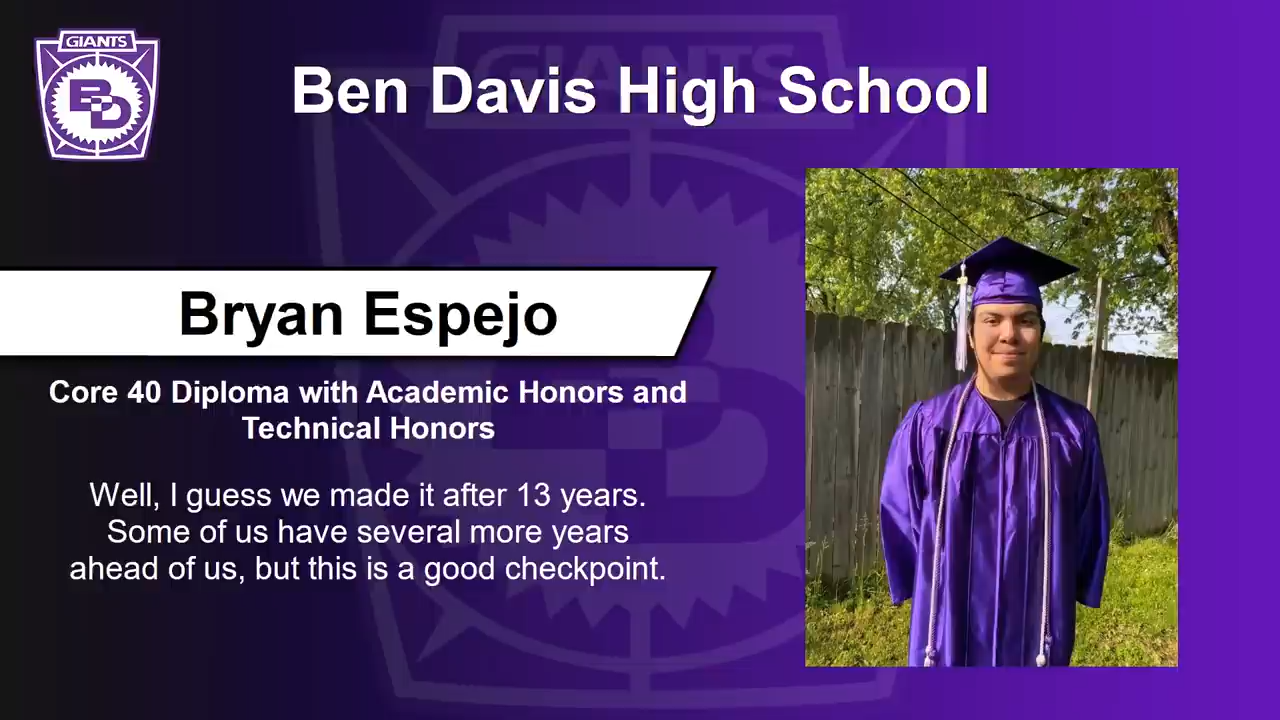 GIANTS
BD
Ben Davis High School
Bryan Espejo
Core 40 Diploma with Academic Honors and
Technical Honors
Well, I guess we made it after 13 years.
Some of us have several more years
ahead of us, but this is a good checkpoint.
GIANTS